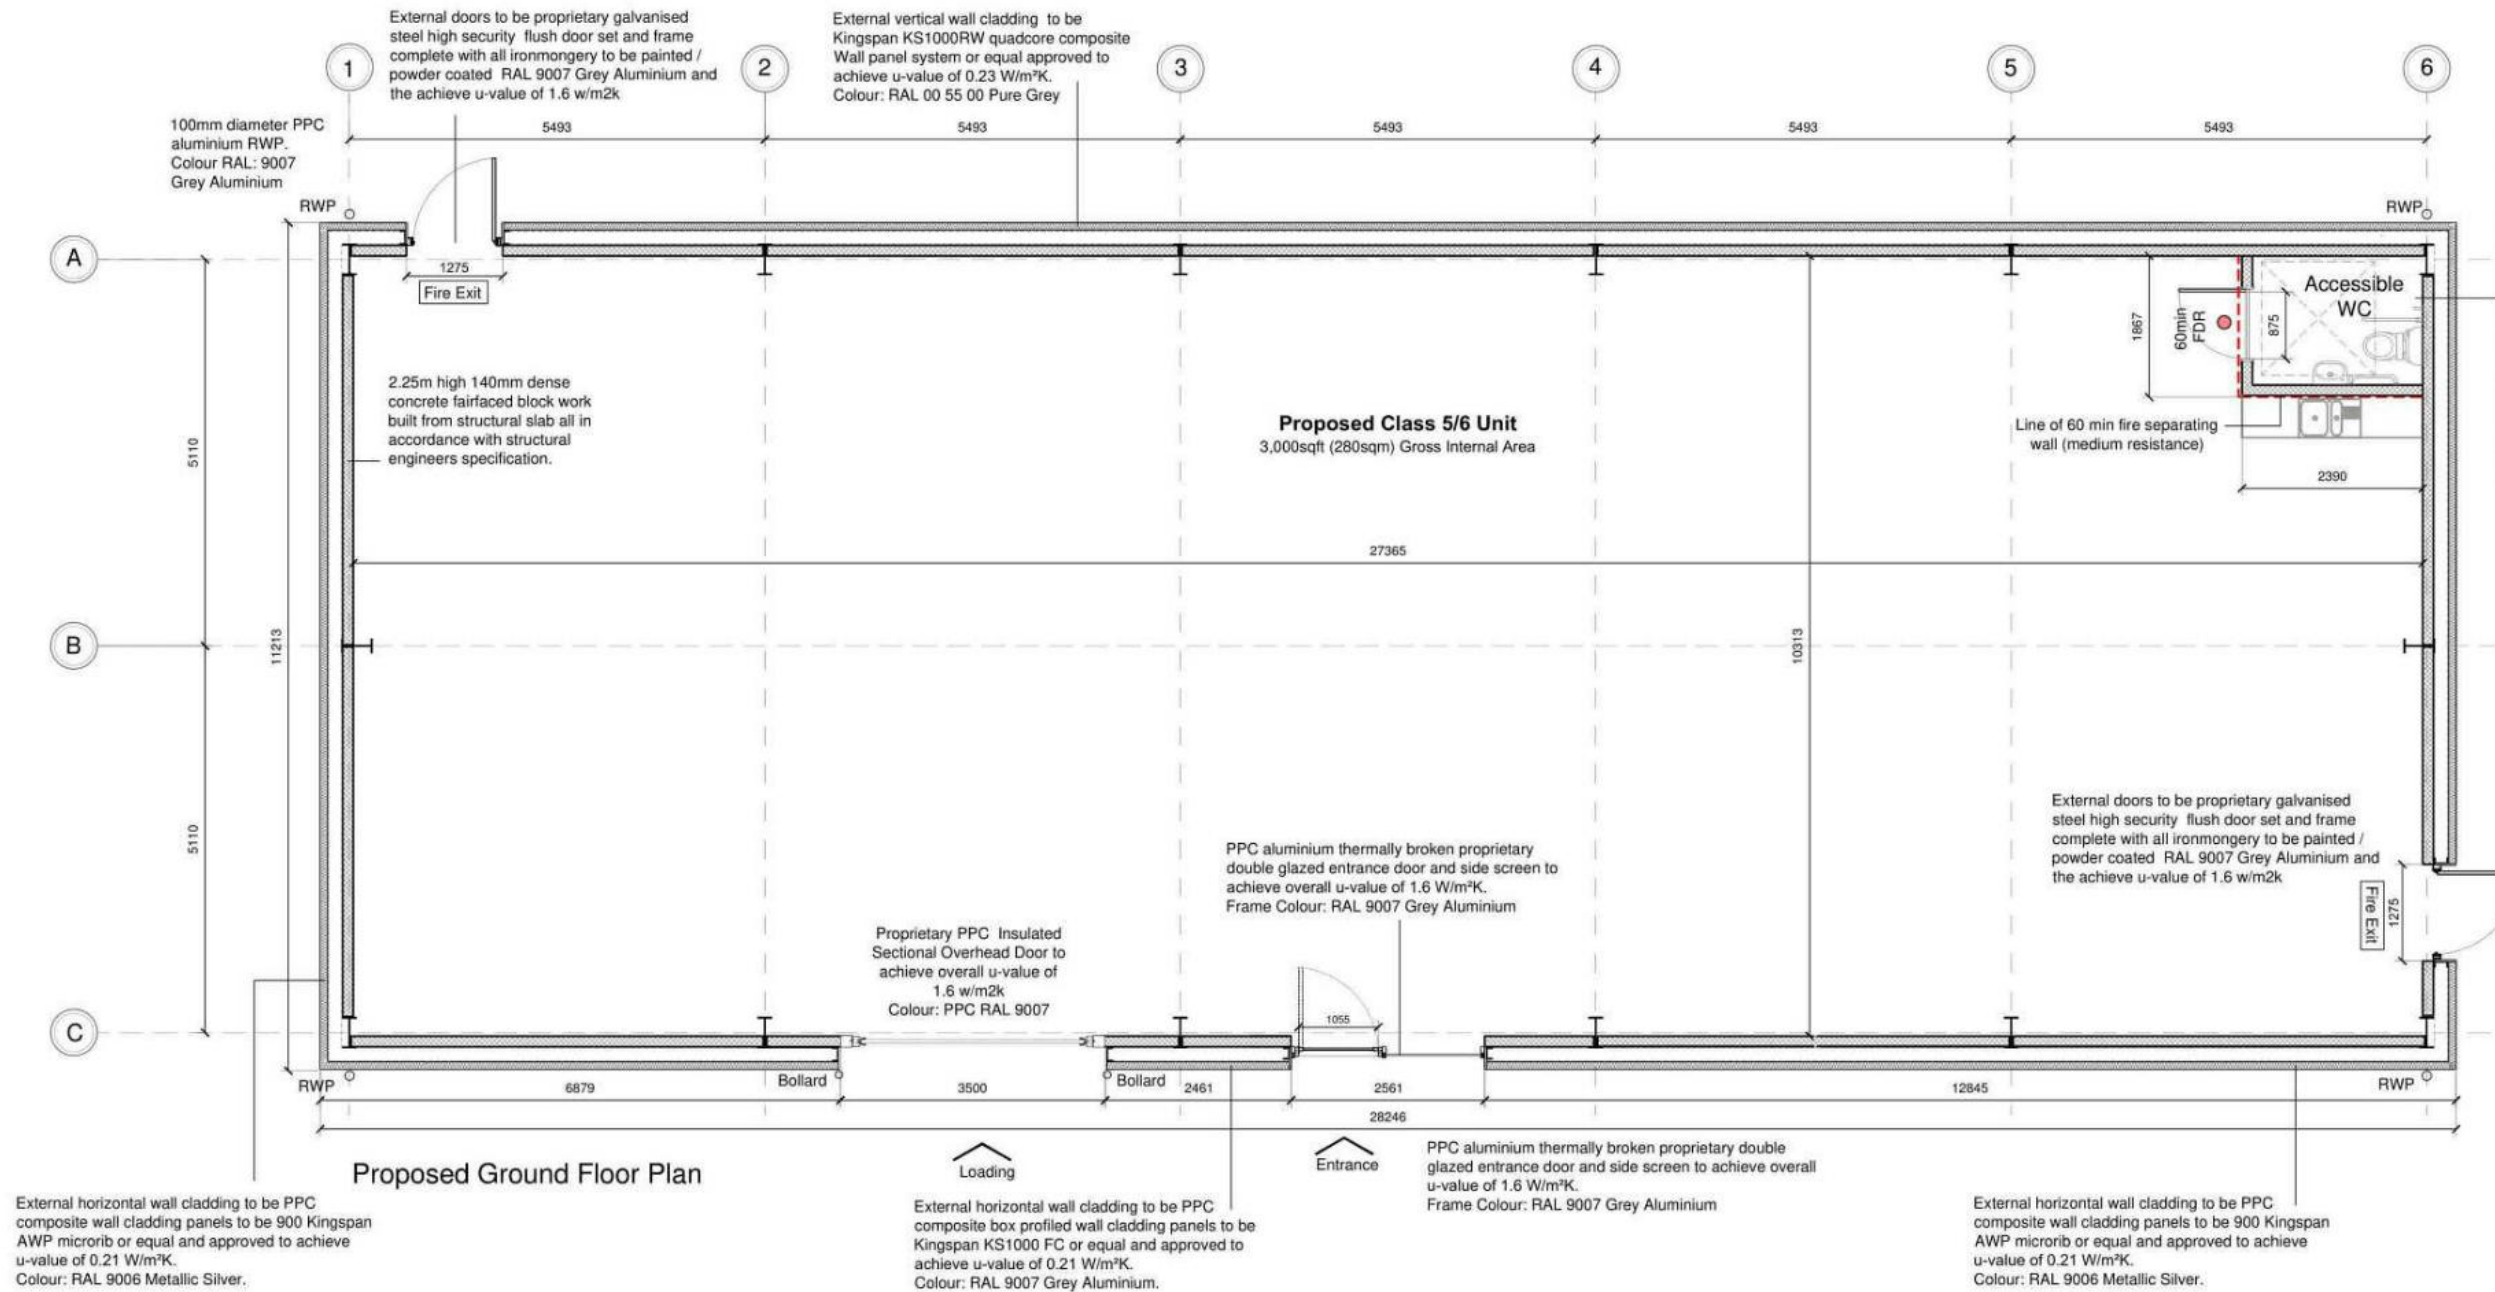 External doors to be proprietary galvanised
steel high security flush door set and frame
complete with all ironmongery to be painted /
powder coated RAL 9007 Grey Aluminium and
the achieve u-value of 1.6 w/m2k
External vertical wall cladding to be
Kingspan KS1000RW quadcore composite
Wall panel system or equal approved to
achieve u-value of 0.23 W/m²K.
Colour: RAL 00 55 00 Pure Grey
1
2
3
4
5
6
100mm diameter PPC
aluminium RWP.
Colour RAL: 9007
Grey Aluminium
5493
5493
5493
5493
5493
RWP
RWP
A
1275
Fire Exit
Accessible
WC
1867
60min
FDR
875
2.25m high 140mm dense
concrete fairfaced block work
built from structural slab all in
accordance with structural
engineers specification.
Proposed Class 5/6 Unit
3,000sqft (280sqm) Gross Internal Area
Line of 60 min fire separating
wall (medium resistance)
5110
2390
27365
B
11213
10313
5110
External doors to be proprietary galvanised
steel high security flush door set and frame
complete with all ironmongery to be painted /
powder coated RAL 9007 Grey Aluminium and
the achieve u-value of 1.6 w/m2k
PPC aluminium thermally broken proprietary
double glazed entrance door and side screen to
achieve overall u-value of 1.6 W/m²K.
Frame Colour: RAL 9007 Grey Aluminium
Fire Exit
1275
Proprietary PPC Insulated
Sectional Overhead Door to
achieve overall u-value of
1.6 w/m2k
Colour: PPC RAL 9007
C
1055
RWP
Bollard
Bollard
RWP
6879
3500
2461
2561
12845
28246
Proposed Ground Floor Plan
Loading
Entrance
PPC aluminium thermally broken proprietary double
glazed entrance door and side screen to achieve overall
u-value of 1.6 W/m²K.
Frame Colour: RAL 9007 Grey Aluminium
External horizontal wall cladding to be PPC
composite wall cladding panels to be 900 Kingspan
AWP microrib or equal and approved to achieve
u-value of 0.21 W/m²K.
Colour: RAL 9006 Metallic Silver.
External horizontal wall cladding to be PPC
composite box profiled wall cladding panels to be
Kingspan KS1000 FC or equal and approved to
achieve u-value of 0.21 W/m²K.
Colour: RAL 9007 Grey Aluminium.
External horizontal wall cladding to be PPC
composite wall cladding panels to be 900 Kingspan
AWP microrib or equal and approved to achieve
u-value of 0.21 W/m²K.
Colour: RAL 9006 Metallic Silver.